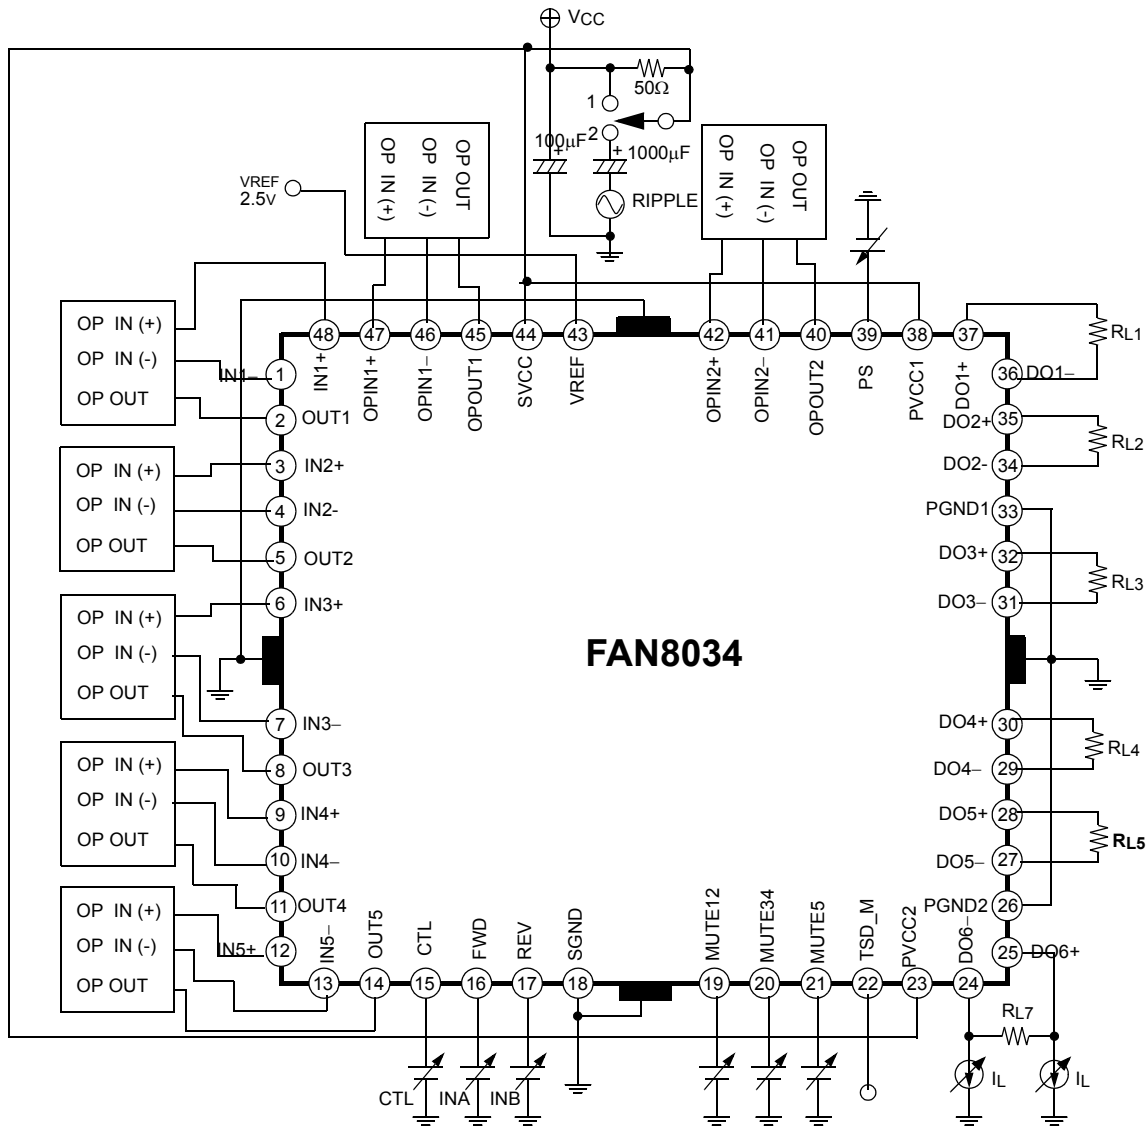 VCC
50Ω
1
2
100µF
+
+
1000µF
RIPPLE
VREF
2.5V
OP IN (+)
OP IN (-)
OP OUT
OP IN (+)
OP IN (-)
OP OUT
OP IN (+)
OP IN (-)
OP OUT
OP IN (+)
OP IN (-)
OP OUT
OP IN (+)
OP IN (-)
OP OUT
OP IN (+)
OP IN (-)
OP OUT
OP IN (+)
OP IN (-)
OP OUT
48 IN1+
47 OPIN1+
46 OPIN1−
45 OPOUT1
44 SVCC
43 VREF
42 OPIN2+
41 OPIN2−
40 OPOUT2
39 PS
38 PVCC1
37 DO1+
IN1− 1
2 OUT1
3 IN2+
4 IN2-
5 OUT2
6 IN3+
7 IN3−
8 OUT3
9 IN4+
10 IN4−
11 OUT4
IN5+ 12
FAN8034
36 DO1−
DO2+ 35
DO2- 34
PGND1 33
DO3+ 32
DO3− 31
DO4+ 30
DO4− 29
DO5+ 28
DO5− 27
PGND2 26
25 DO6+
RL1
RL2
RL3
RL4
RL5
IN5− 13
OUT5 14
CTL 15
FWD 16
REV 17
SGND 18
MUTE12 19
MUTE34 20
MUTE5 21
TSD_M 22
PVCC2 23
DO6− 24
RL7
CTL
INA
INB
IL
IL